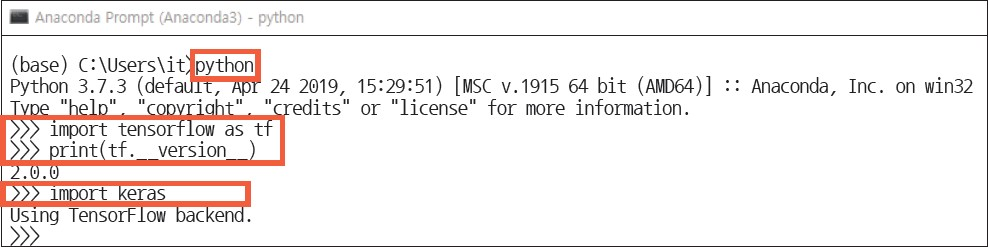 Anaconda Prompt (Anaconda3) - python
(base) C:\Users\it>python
Python 3.7.3 (default, Apr 24 2019, 15:29:51) [MSC v.1915 64 bit (AMD64)] :: Anaconda, Inc. on win32
Type "help", "copyright", "credits" or "license" for more information.
>>> import tensorflow as tf
>>> print(tf.__version__)
2.0.0
>>> import keras
Using TensorFlow backend.
>>>